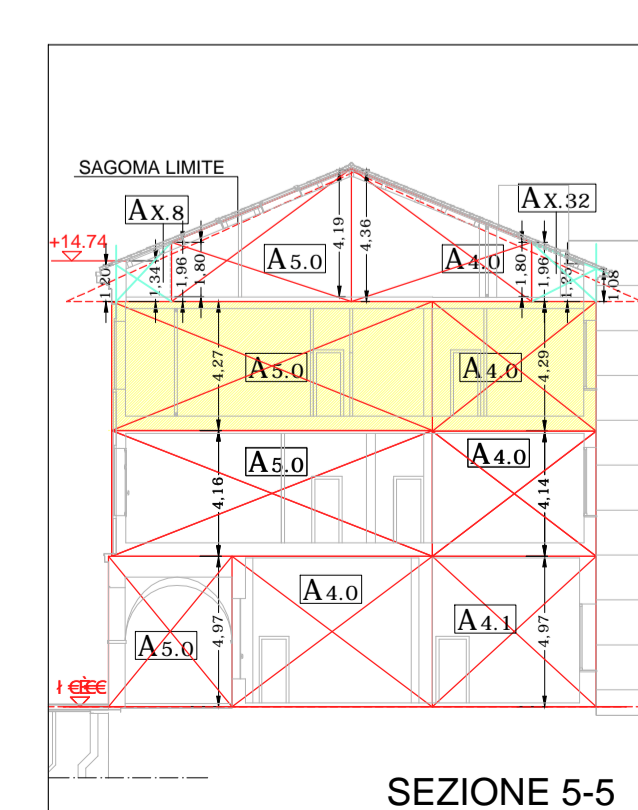 SAGOMA LIMITE
AX.8
AX.32
+14.74
A5.0
A4.0
4,19
4,36
1,20
1,34
1,96
1,80
1,80
1,96
1,08
A5.0
A4.0
4,27
4,29
A5.0
A4.0
4,16
4,14
A5.0
A4.0
A4.1
4,97
4,97
SEZIONE 5-5